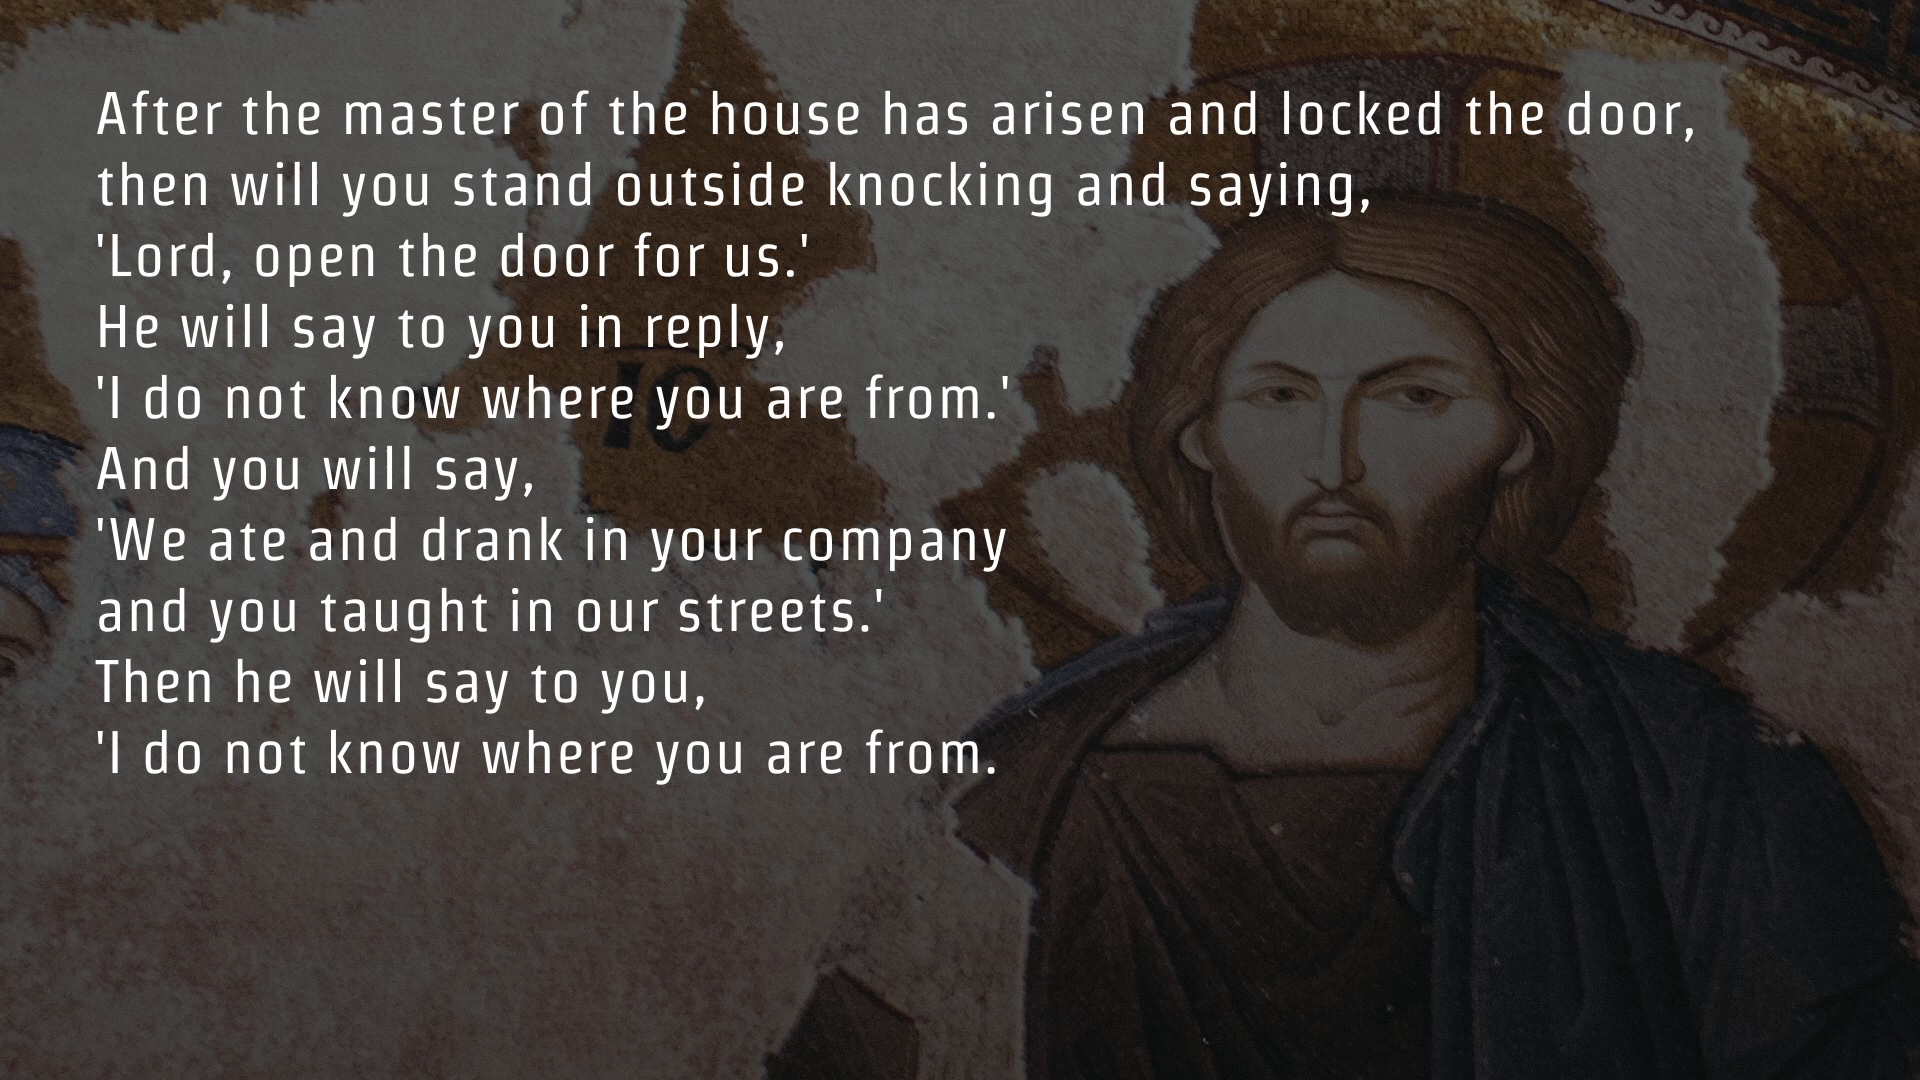 After the master of the house has arisen and locked the door,
then will you stand outside knocking and saying,
'Lord, open the door for us.'
He will say to you in reply,
'I do not know where you are from.'
And you will say,
'We ate and drank in your company
and you taught in our streets.'
Then he will say to you,
'I do not know where you are from.
IC